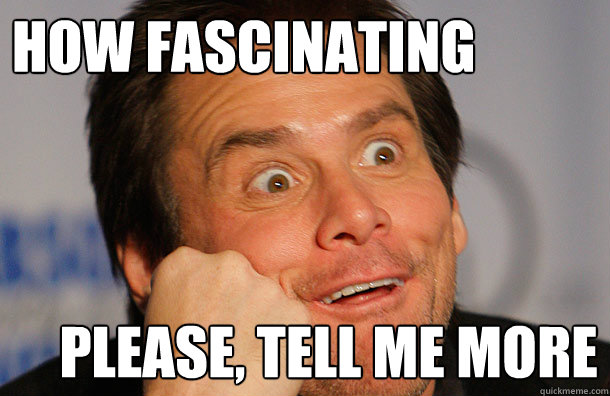 HOW FASCINATING
PLEASE, TELL ME MORE
quickmeme.com